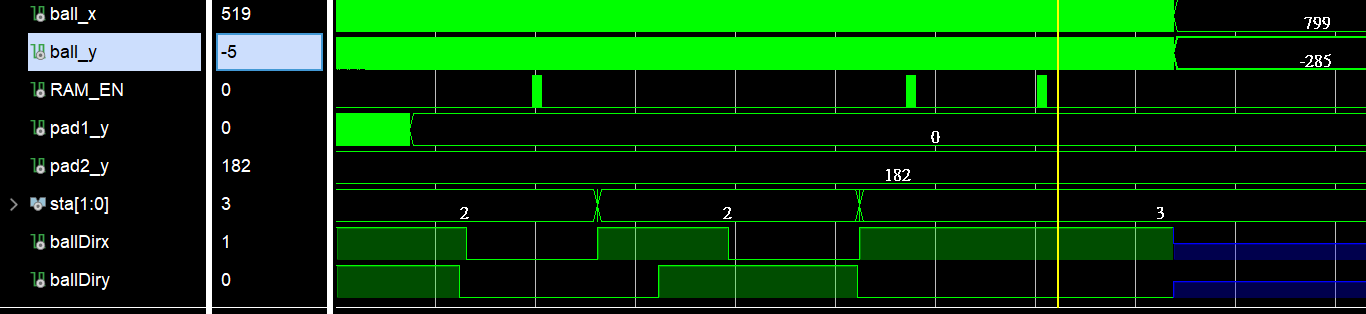 ball_x 519 799
ball_y -5 -285
RAM_EN 0
pad1_y 0 0
pad2_y 182 182
sta[1:0] 3 2 2 3
ballDirx 1
ballDiry 0